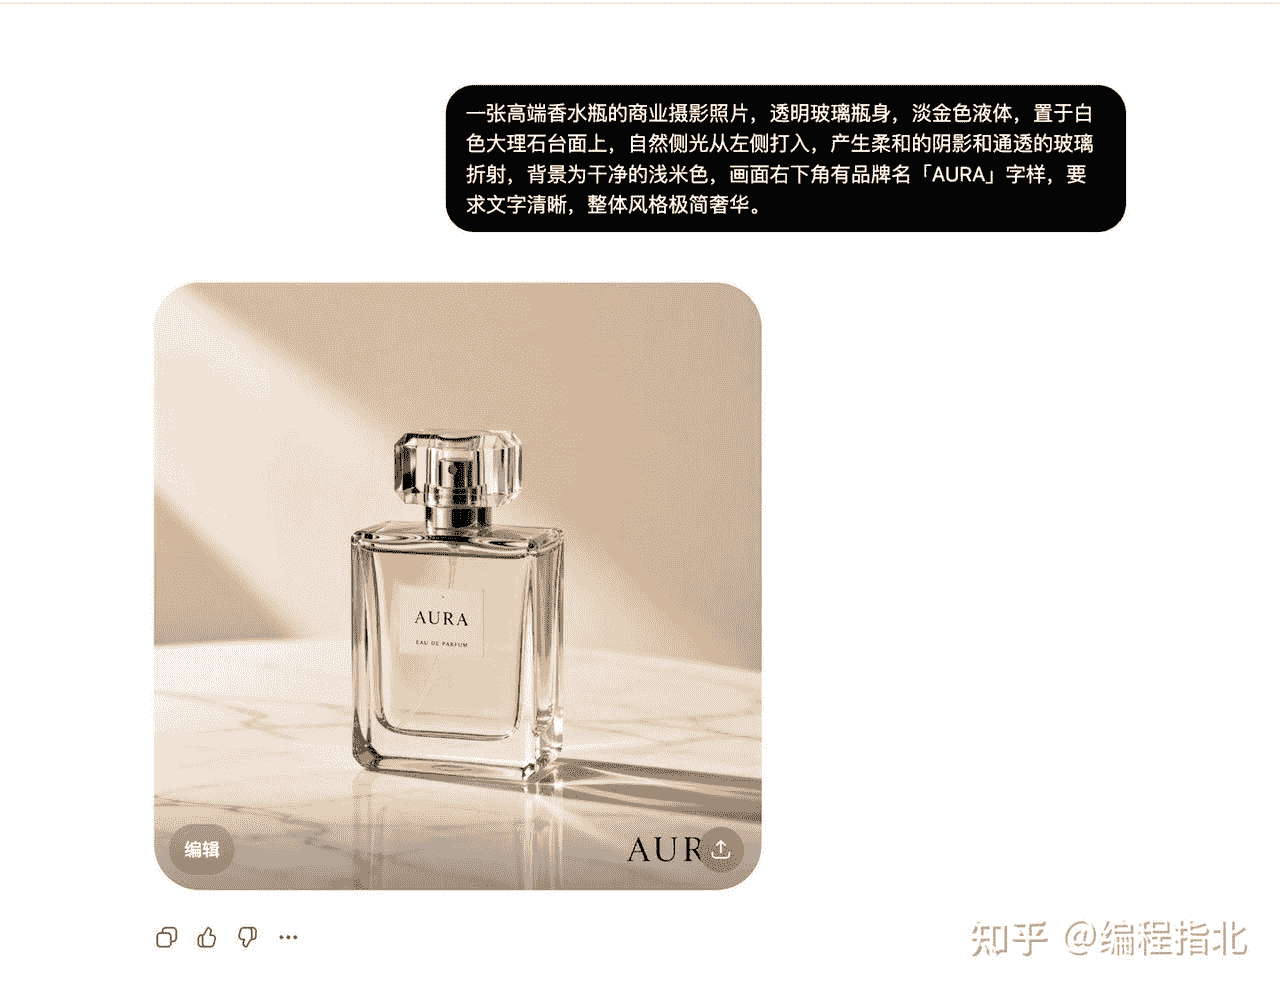 一张高端香水瓶的商业摄影照片，透明玻璃瓶身，淡金色液体，置于白
色大理石台面上，自然侧光从左侧打入，产生柔和的阴影和通透的玻璃
折射，背景为干净的浅米色，画面右下角有品牌名「AURA」字样，要
求文字清晰，整体风格极简奢华。
AURA
EAU DE PARFUM
编辑
AUR
知乎 @编程指北